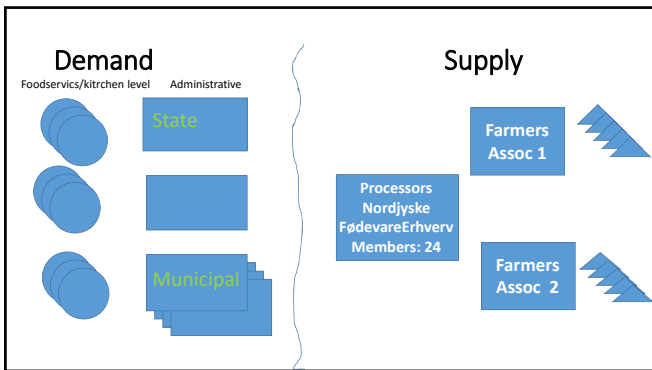 Demand
Supply
Foodservics/kitrchen level
Administrative
State
Farmers
Assoc 1
Processors
Nordjyske
FødevareErhverv
Members: 24
Municipal
Farmers
Assoc  2